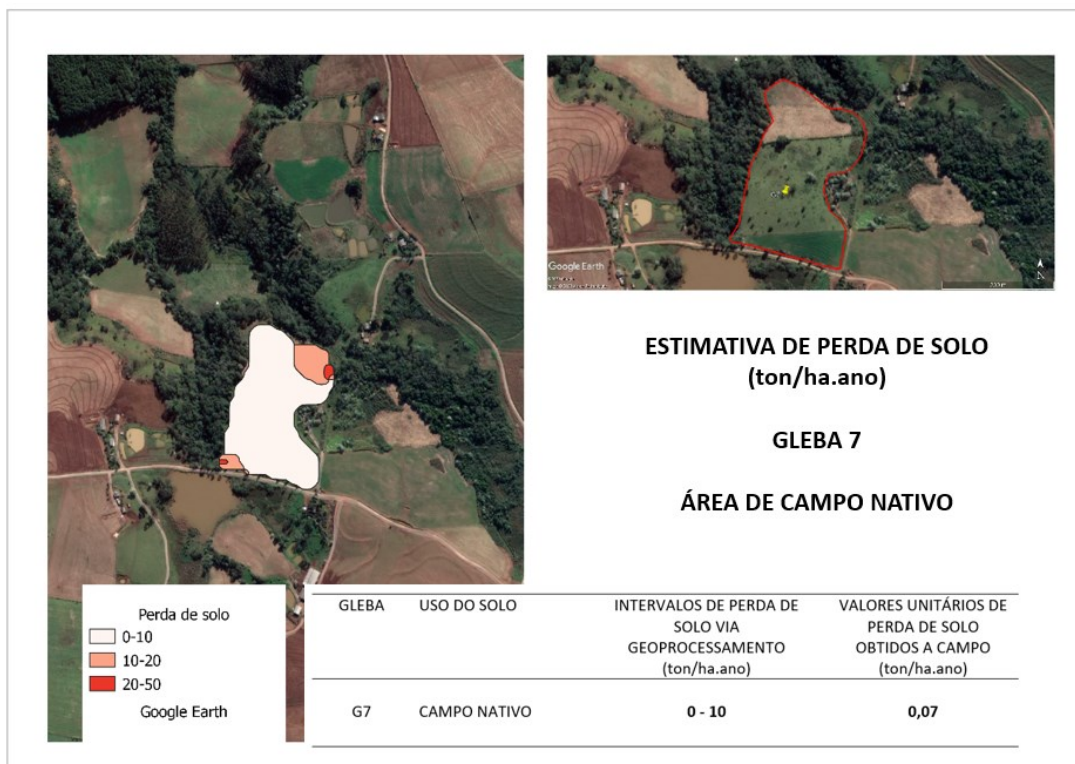 Google Earth
N
ESTIMATIVA DE PERDA DE SOLO
(ton/ha.ano)
GLEBA 7
ÁREA DE CAMPO NATIVO
Perda de solo
0-10
10-20
20-50
Google Earth
GLEBA
USO DO SOLO
INTERVALOS DE PERDA DE
SOLO VIA
GEOPROCESSAMENTO
(ton/ha.ano)
VALORES UNITÁRIOS DE
PERDA DE SOLO
OBTIDOS A CAMPO
(ton/ha.ano)
G7
CAMPO NATIVO
0 - 10
0,07